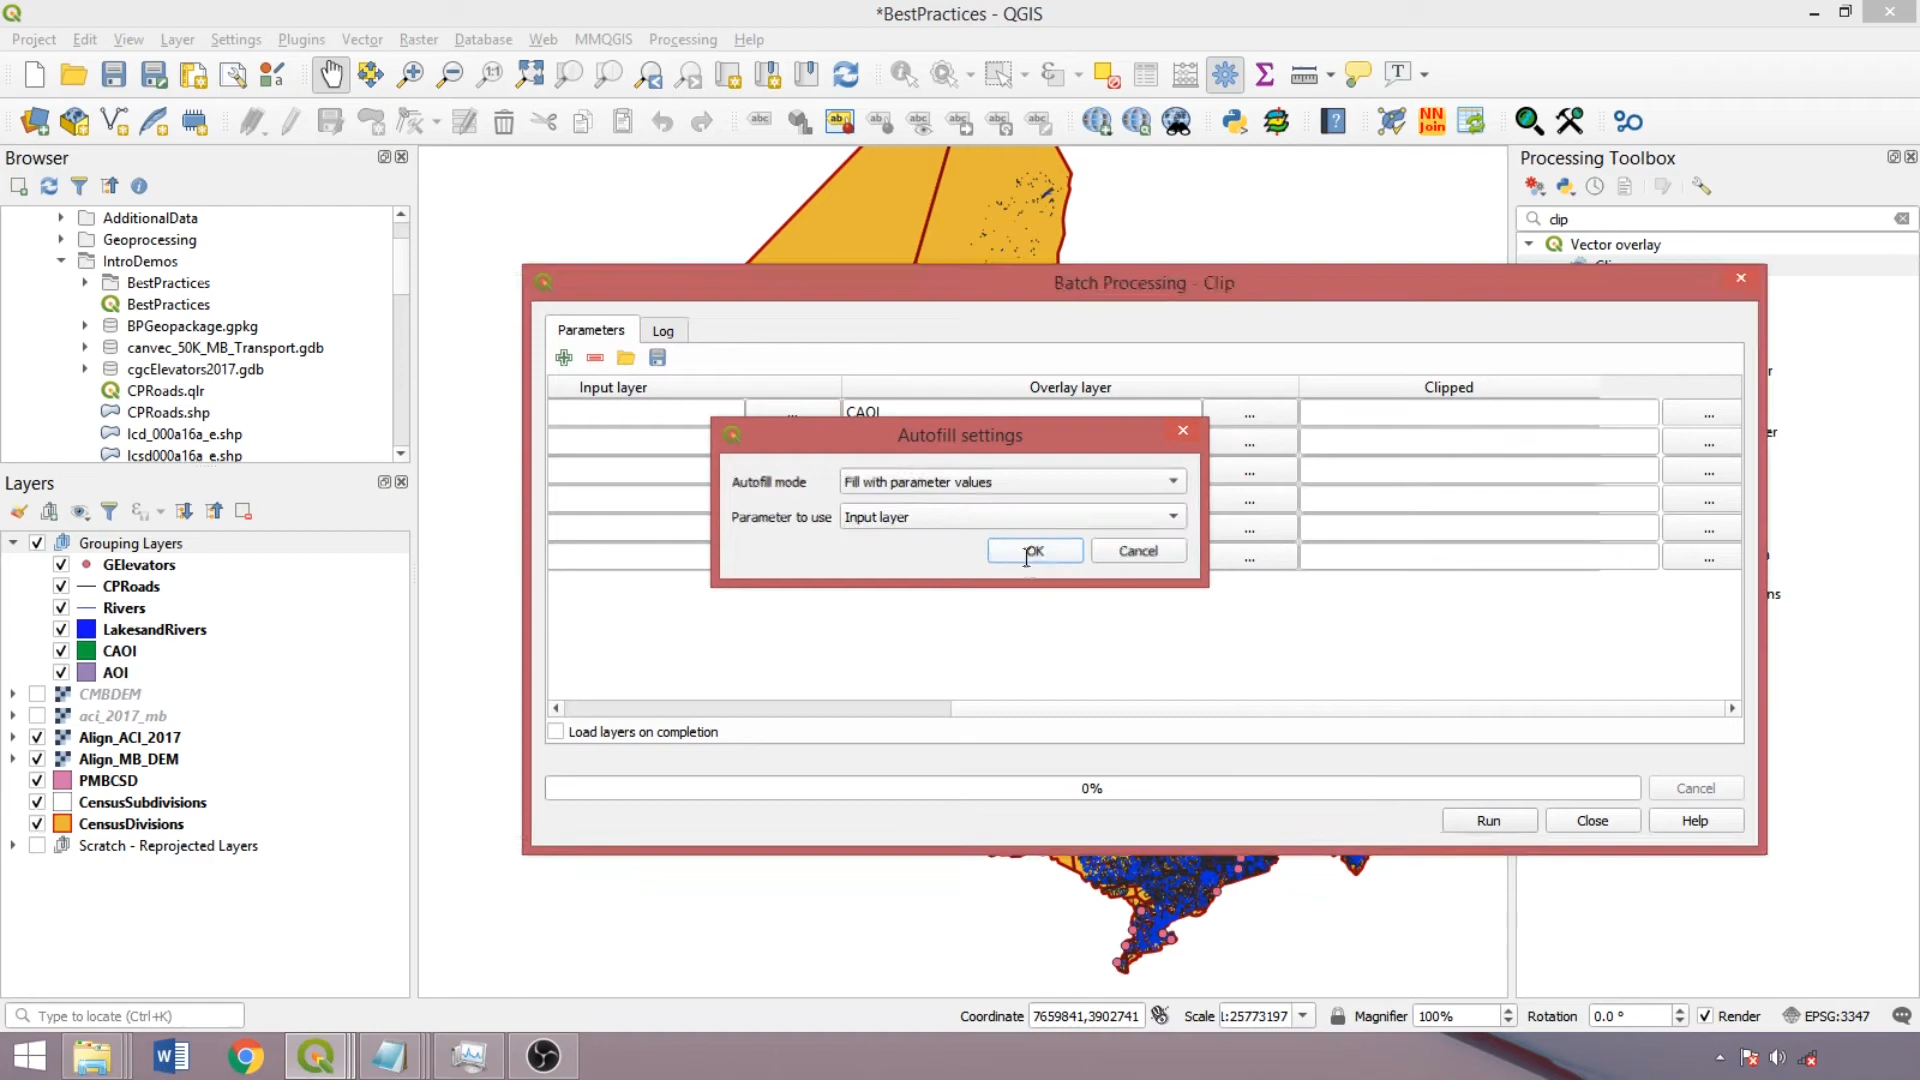 *BestPractices - QGIS
Project Edit View Layer Settings Plugins Vector Raster Database Web MMQGIS Processing Help
NN Join
Browser
AdditionalData
Geoprocessing
IntroDemos
BestPractices
BestPractices
BPGeopackage.gpkg
canvec_50K_MB_Transport.gdb
cgcElevators2017.gdb
CPRoads.qlr
CPRoads.shp
lcd_000a16a_e.shp
lcsd000a16a_e.shp
Layers
Grouping Layers
GElevators
CPRoads
Rivers
LakesandRivers
CAOI
AOI
CMBDEM
aci_2017_mb
Align_ACI_2017
Align_MB_DEM
PMBCSD
CensusSubdivisions
CensusDivisions
Scratch - Reprojected Layers
Processing Toolbox
clip
Vector overlay
Batch Processing - Clip
Parameters Log
Input layer Overlay layer Clipped
... CAOI ... ...
... ...
... ...
... ...
... ...
... ...
Autofill settings
Autofill mode Fill with parameter values
Parameter to use Input layer
OK Cancel
Load layers on completion
0% Cancel
Run Close Help
Type to locate (Ctrl+K)
Coordinate 7659841,3902741 Scale 1:25773197 Magnifier 100% Rotation 0.0 ° Render EPSG:3347